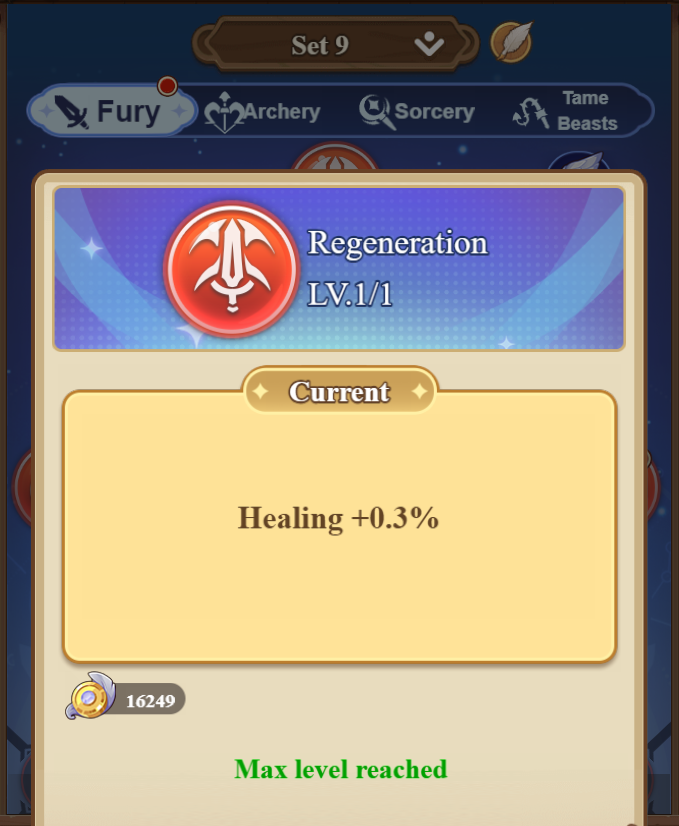 Set 9
Fury
Archery
Sorcery
Tame
Beasts
Regeneration
LV.1/1
Current
Healing +0.3%
16249
Max level reached